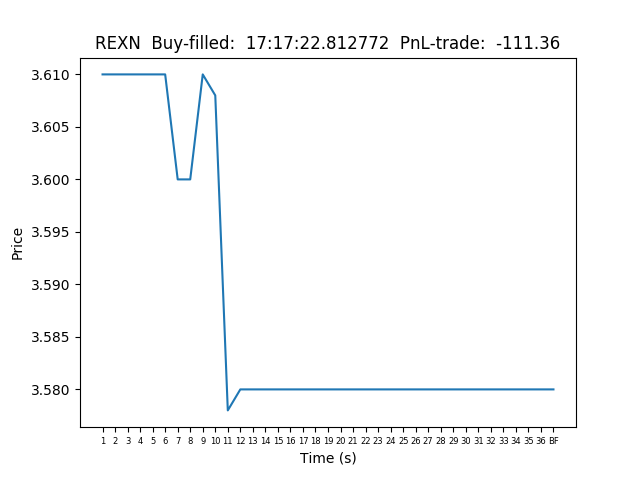 REXN  Buy-filled:  17:17:22.812772  PnL-trade:  -111.36
3.610
3.605
3.600
3.595
3.590
3.585
3.580
Price
1 2 3 4 5 6 7 8 9 10 11 12 13 14 15 16 17 18 19 20 21 22 23 24 25 26 27 28 29 30 31 32 33 34 35 36 BF
Time (s)